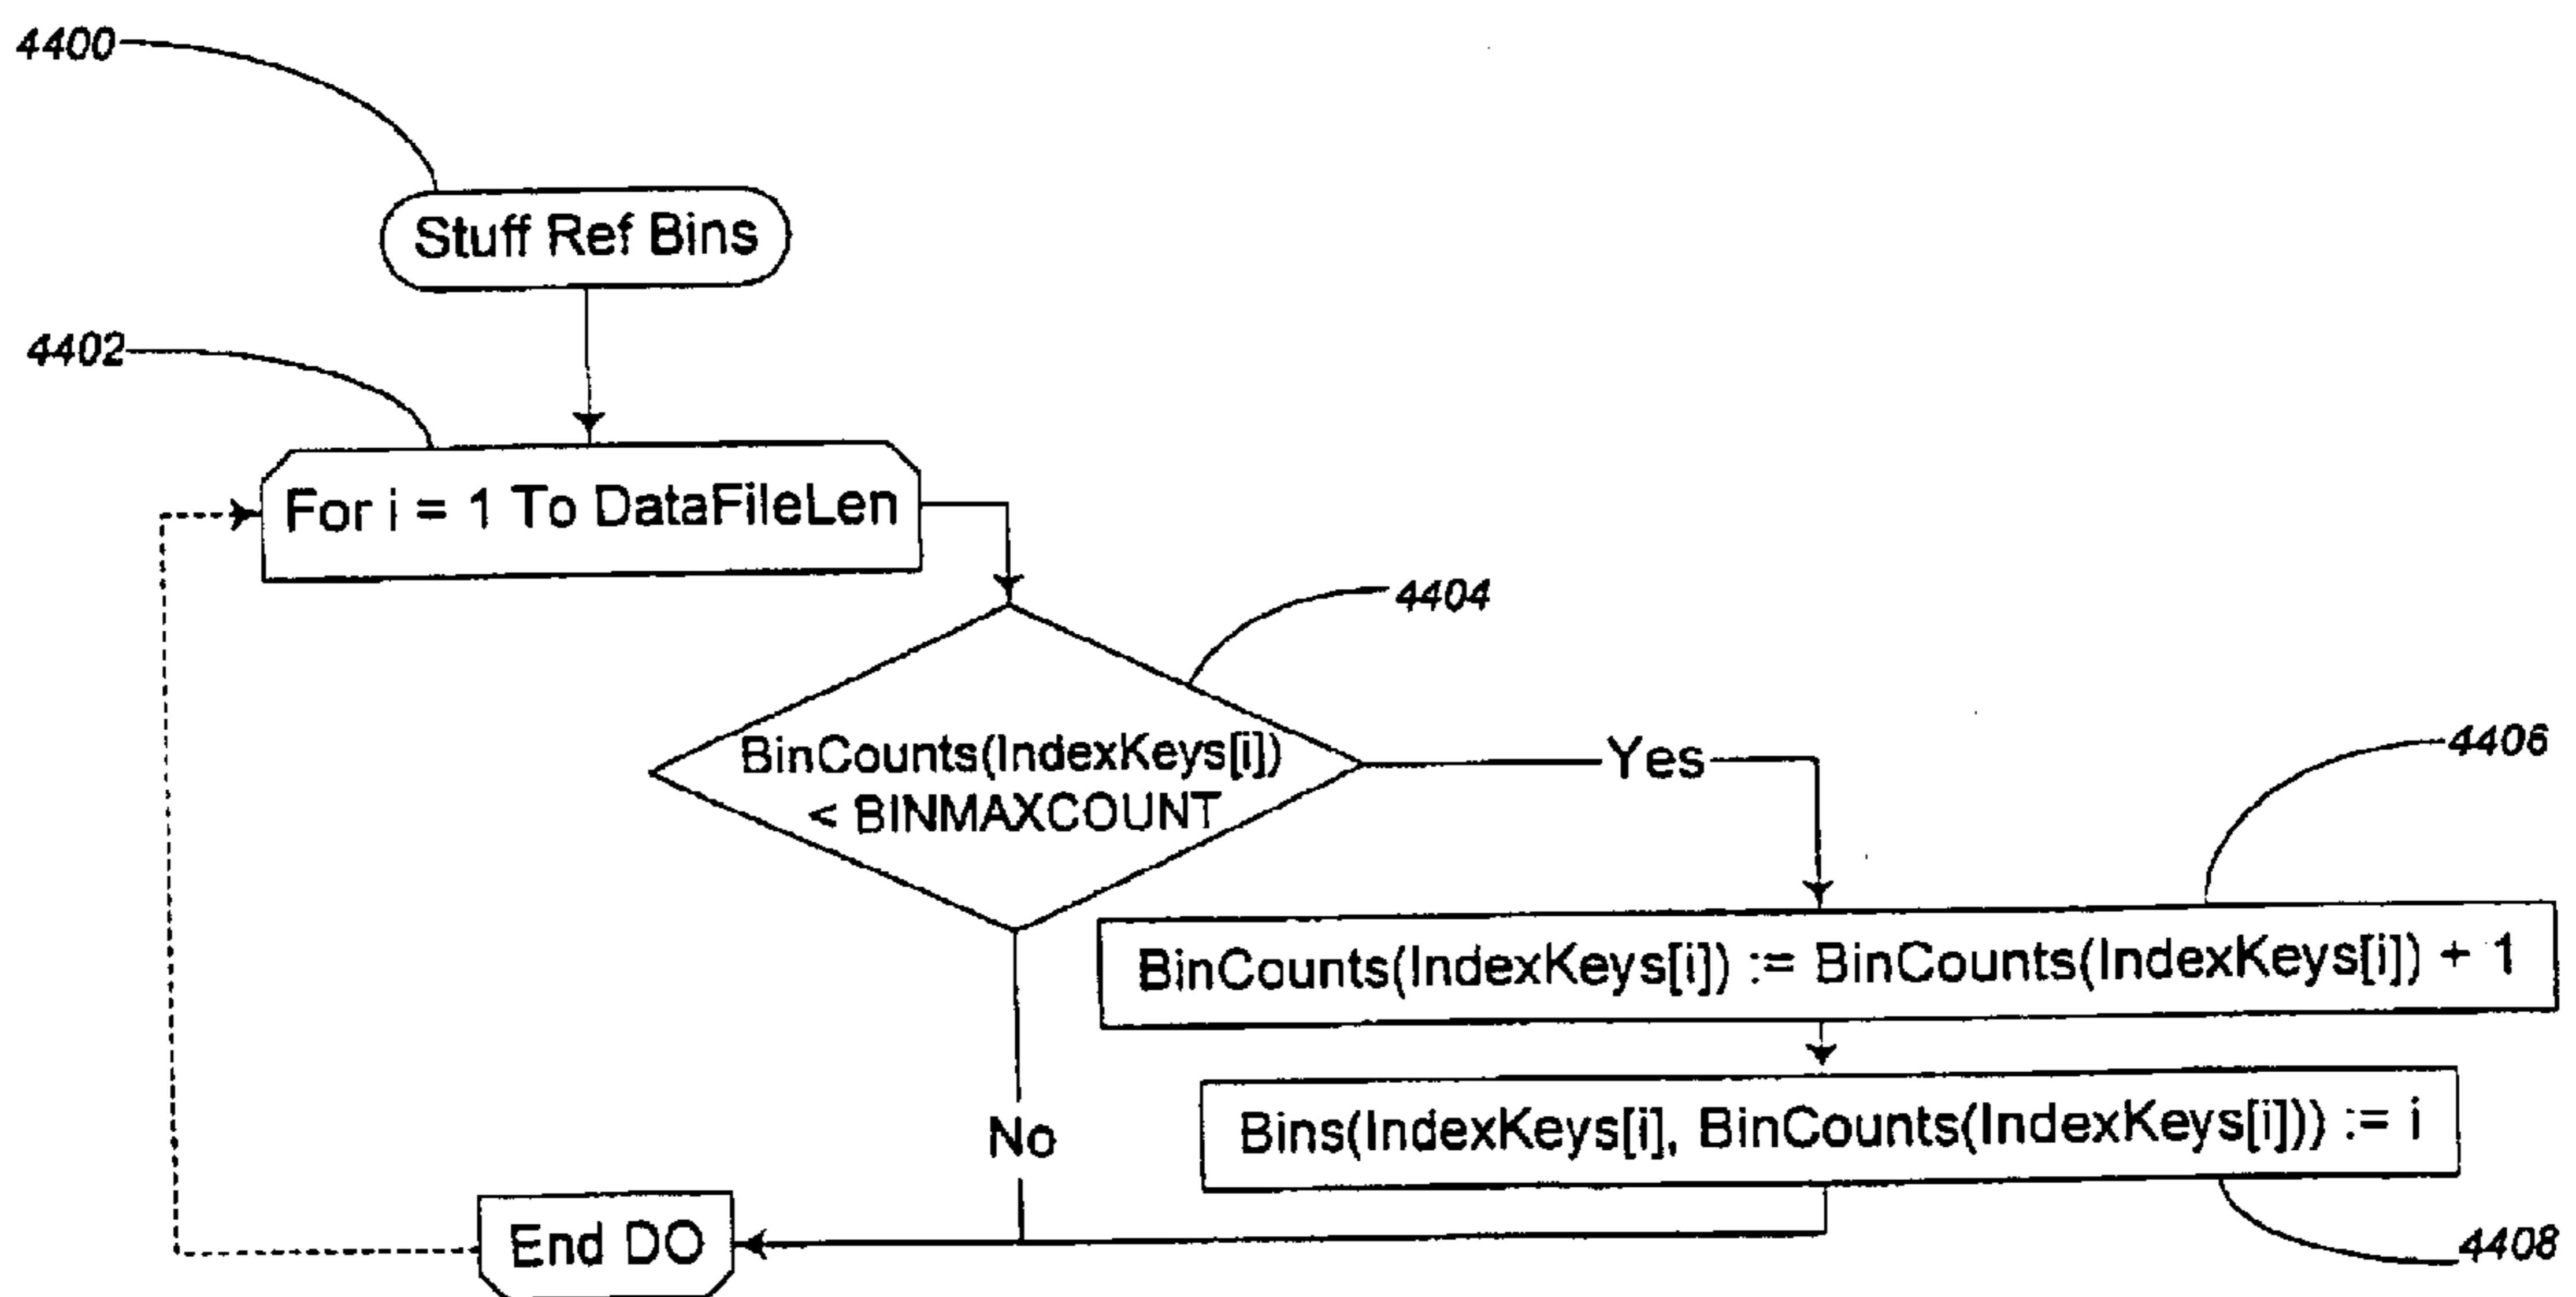 4400
Stuff Ref Bins
4402
For i = 1 To DataFileLen
4404
BinCounts(IndexKeys[i])
< BINMAXCOUNT
Yes
4406
BinCounts(IndexKeys[i]) := BinCounts(IndexKeys[i]) + 1
Bins(IndexKeys[i], BinCounts(IndexKeys[i])) := i
No
End DO
4408